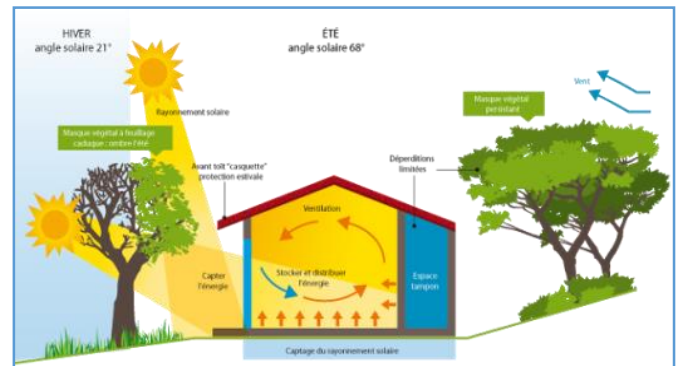 HIVER
angle solaire 21°
ÉTÉ
angle solaire 68°
Rayonnement solaire
Masque végétal à feuillage
caduque : ombre l'été
Avant toit "casquette"
protection estivale
Déperditions
limitées
Masque végétal
persistant
Vent
Ventilation
Capter
l'énergie
Stocker et distribuer
l'énergie
Espace
tampon
Captage du rayonnement solaire